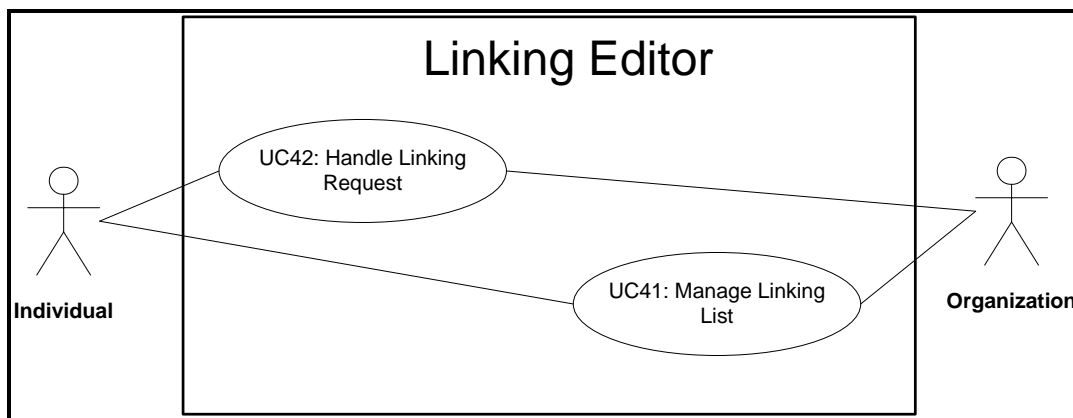 Linking Editor
UC42: Handle Linking
Request
UC41: Manage Linking
List
Individual
Organization